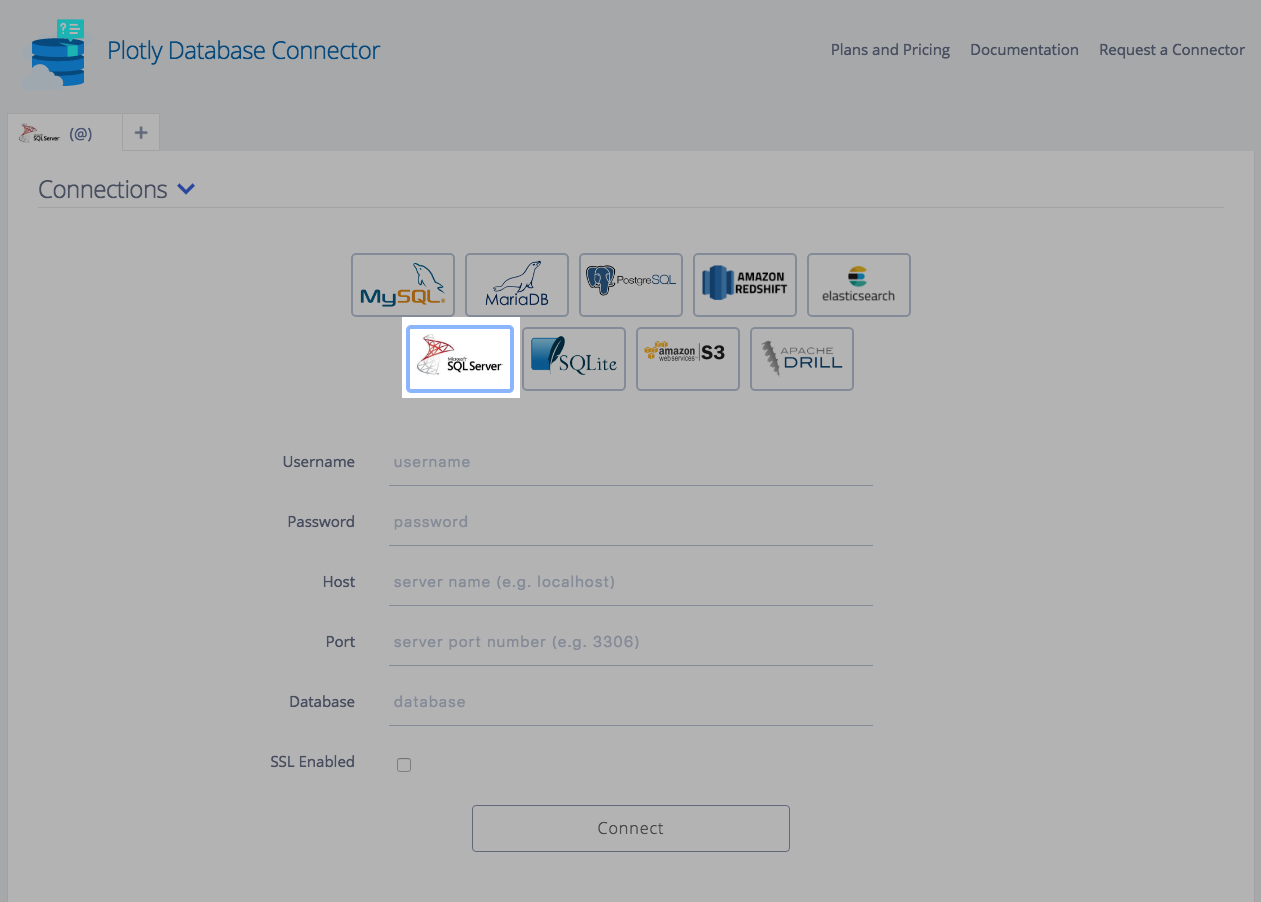 ?
Plotly Database Connector
Plans and Pricing Documentation Request a Connector
SQL Server (@) +
Connections
MySQL® MariaDB PostgreSQL AMAZON REDSHIFT elasticsearch
Microsoft SQL Server SQLite amazon web services S3 APACHE DRILL
Username username
Password password
Host server name (e.g. localhost)
Port server port number (e.g. 3306)
Database database
SSL Enabled
Connect